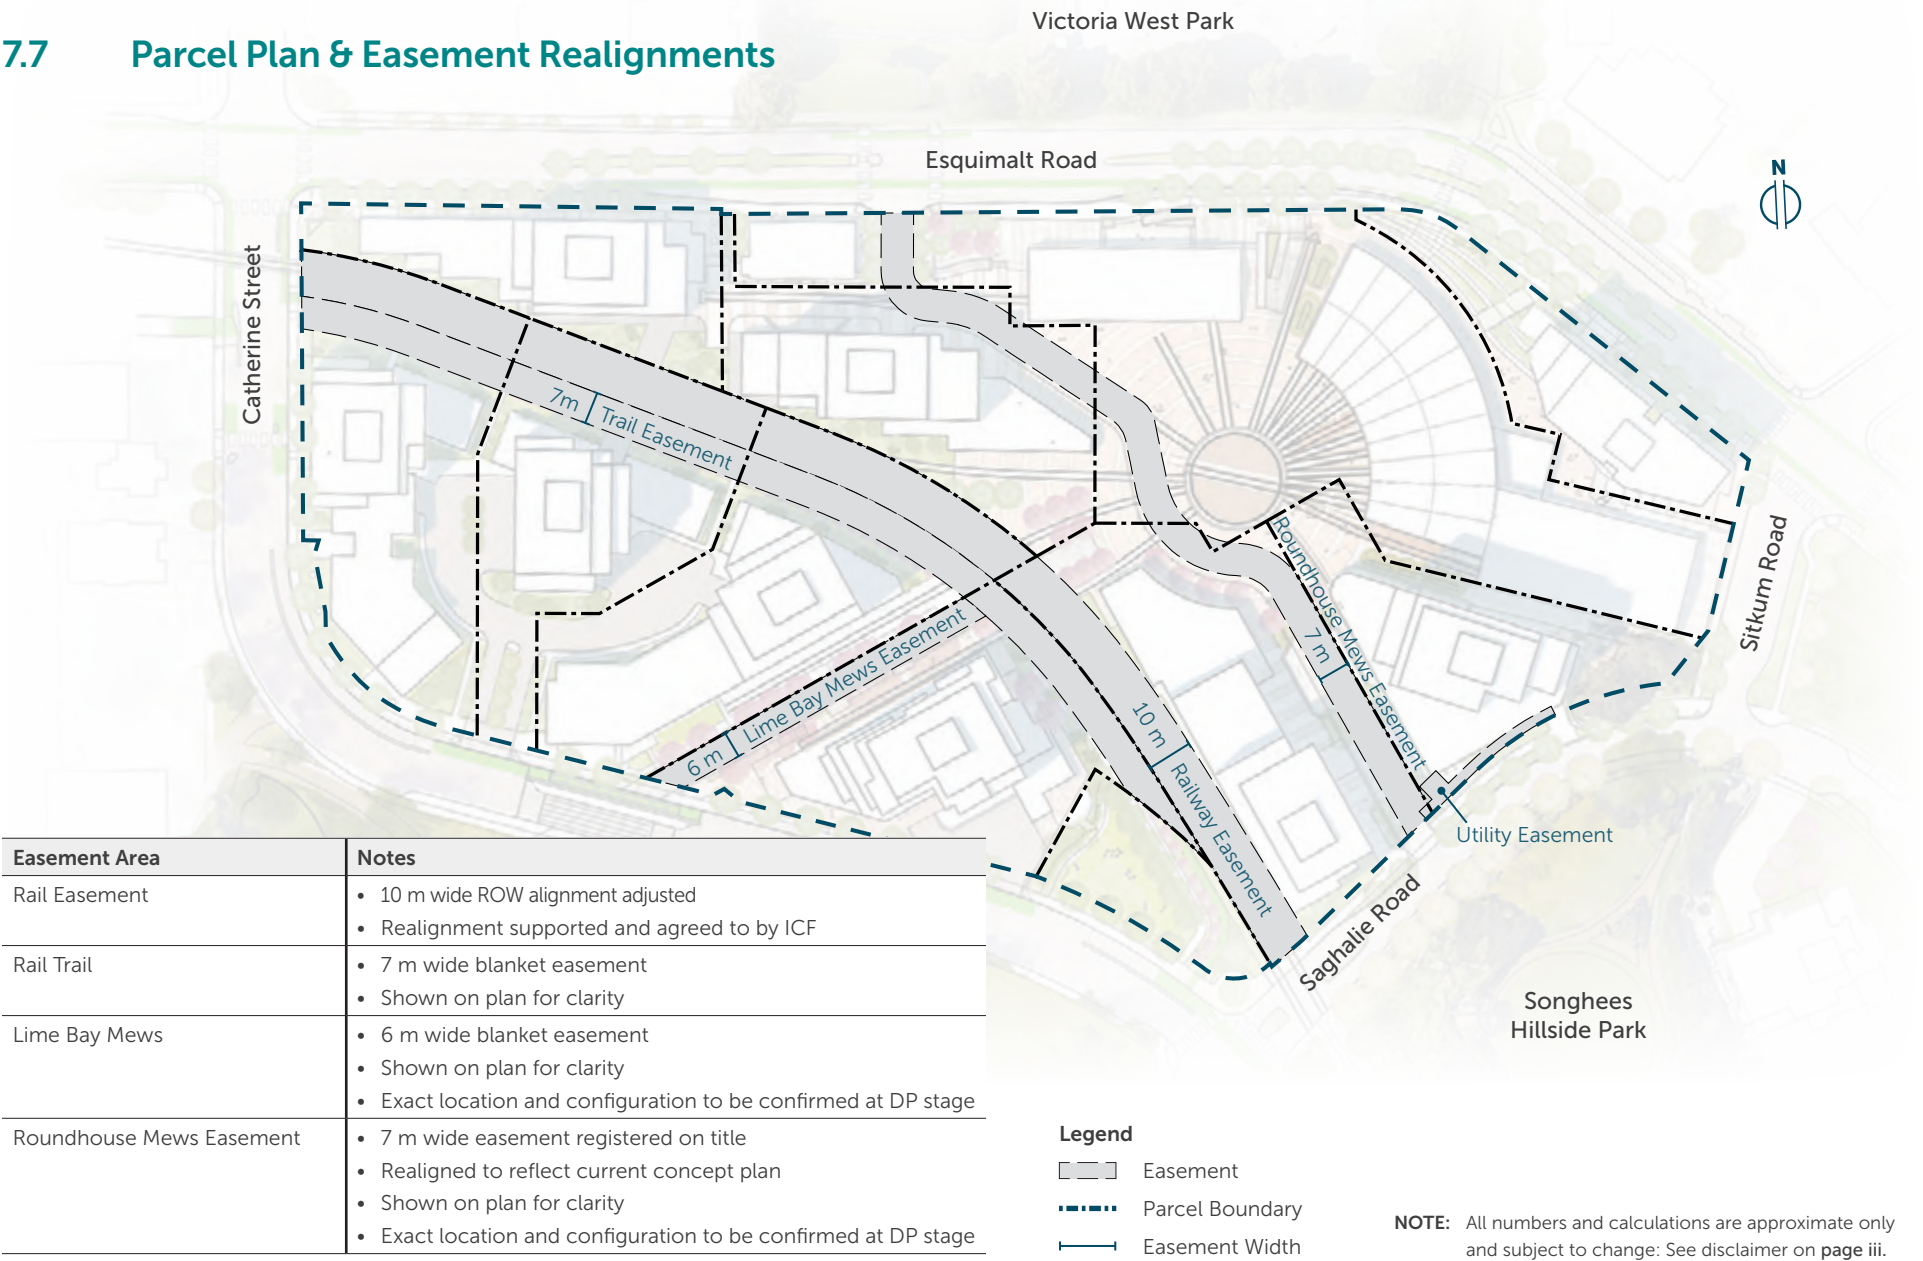 Victoria West Park
7.7 Parcel Plan & Easement Realignments
Esquimalt Road
N
Catherine Street
7m Trail Easement
Roundhouse Mews Easement
7 m
Sitkum Road
6 m Lime Bay Mews Easement
10 m Railway Easement
Utility Easement
Saghalie Road
Songhees
Hillside Park
Easement Area Notes
Rail Easement • 10 m wide ROW alignment adjusted
• Realignment supported and agreed to by ICF
Rail Trail • 7 m wide blanket easement
• Shown on plan for clarity
Lime Bay Mews • 6 m wide blanket easement
• Shown on plan for clarity
• Exact location and configuration to be confirmed at DP stage
Roundhouse Mews Easement • 7 m wide easement registered on title
• Realigned to reflect current concept plan
• Shown on plan for clarity
• Exact location and configuration to be confirmed at DP stage
Legend
Easement
Parcel Boundary
Easement Width
NOTE: All numbers and calculations are approximate only
and subject to change: See disclaimer on page iii.